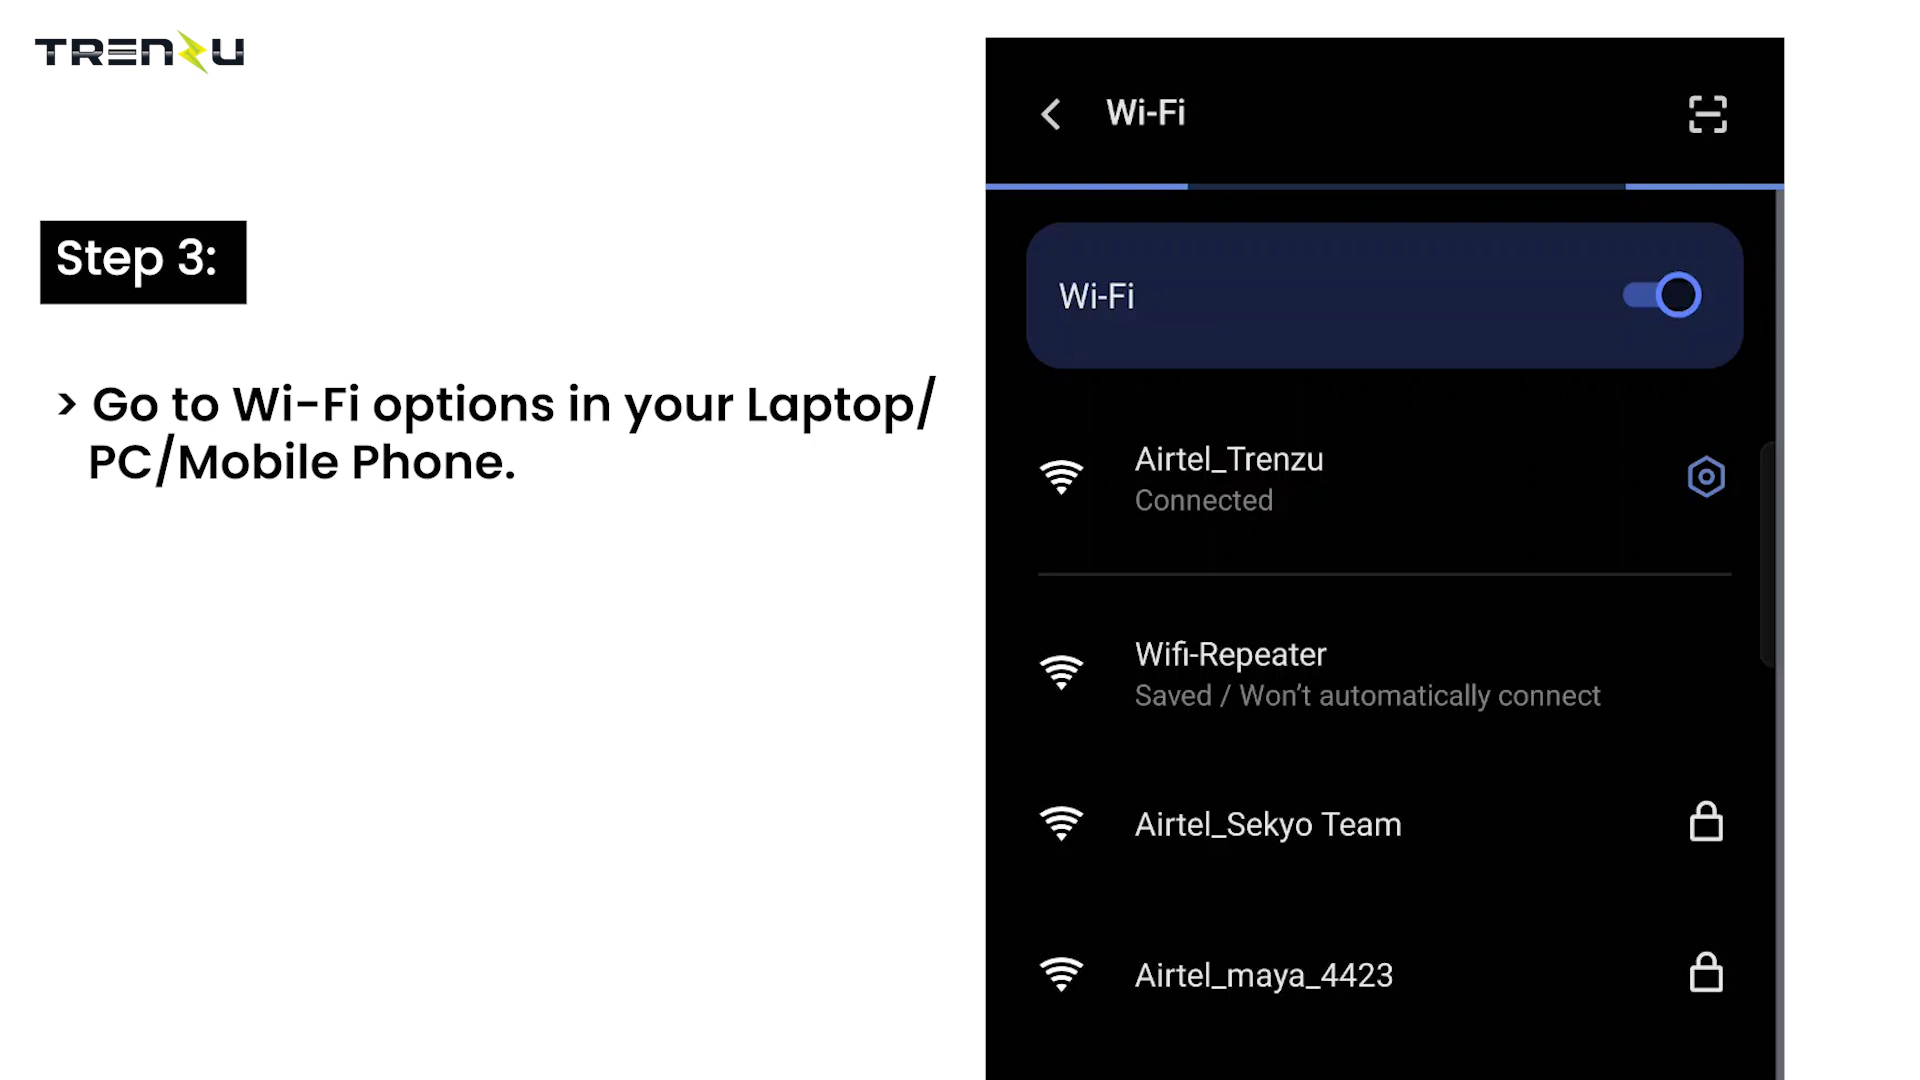 TRENZU
Step 3:
> Go to Wi-Fi options in your Laptop/
PC/Mobile Phone.
Wi-Fi
Wi-Fi
Airtel_Trenzu
Connected
Wifi-Repeater
Saved / Won't automatically connect
Airtel_Sekyo Team
Airtel_maya_4423